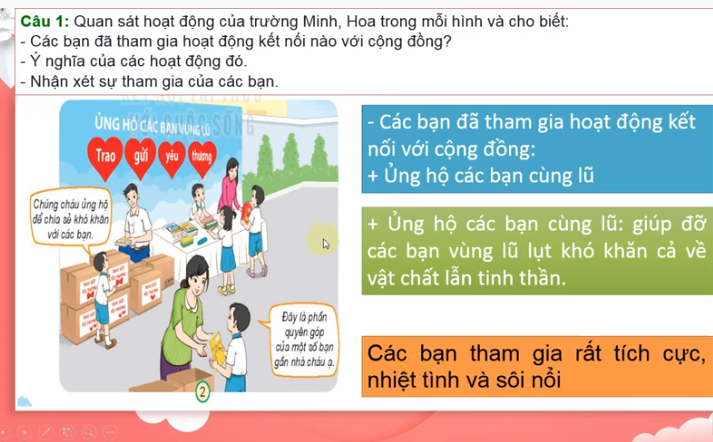 Câu 1: Quan sát hoạt động của trường Minh, Hoa trong mỗi hình và cho biết:
- Các bạn đã tham gia hoạt động kết nối nào với cộng đồng?
- Ý nghĩa của các hoạt động đó.
- Nhận xét sự tham gia của các bạn.
ỦNG HỘ CÁC BẠN VÙNG LŨ
Trao gửi yêu thương
Chúng cháu ủng hộ
để chia sẻ khó khăn
với các bạn.
Đây là phần
quyên góp
của một số bạn
gần nhà cháu ạ.
2
- Các bạn đã tham gia hoạt động kết
nối với cộng đồng:
+ Ủng hộ các bạn cùng lũ
+ Ủng hộ các bạn cùng lũ: giúp đỡ
các bạn vùng lũ lụt khó khăn cả về
vật chất lẫn tinh thần.
Các bạn tham gia rất tích cực,
nhiệt tình và sôi nổi